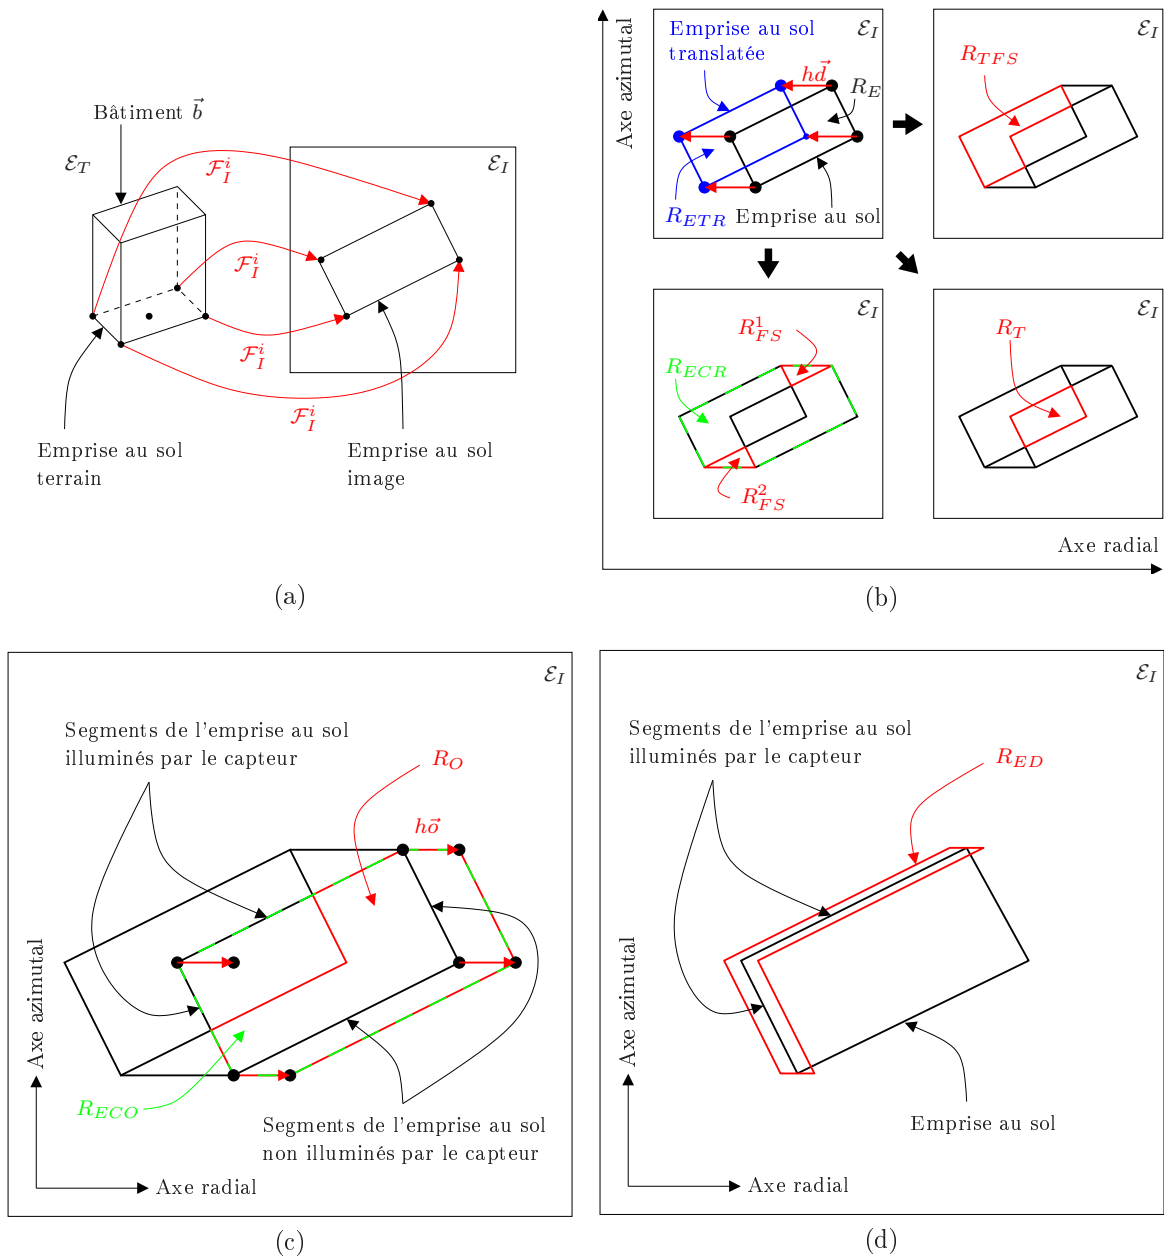 Bâtiment \vec{b}
\mathcal{E}_T
\mathcal{F}_I^i
\mathcal{E}_I
\mathcal{F}_I^i
\mathcal{F}_I^i
\mathcal{F}_I^i
Emprise au sol
terrain
Emprise au sol
image
(a)
Axe azimutal
Emprise au sol
translatée
\mathcal{E}_I
h\vec{d}
R_E
R_{ETR}
Emprise au sol
\mathcal{E}_I
R_{TFS}
\mathcal{E}_I
R_{FS}^1
R_{ECR}
R_{FS}^2
\mathcal{E}_I
R_T
Axe radial
(b)
\mathcal{E}_I
Segments de l'emprise au sol
illuminés par le capteur
R_O
h\vec{o}
Axe azimutal
R_{ECO}
Segments de l'emprise au sol
non illuminés par le capteur
Axe radial
(c)
\mathcal{E}_I
Segments de l'emprise au sol
illuminés par le capteur
R_{ED}
Axe azimutal
Emprise au sol
Axe radial
(d)